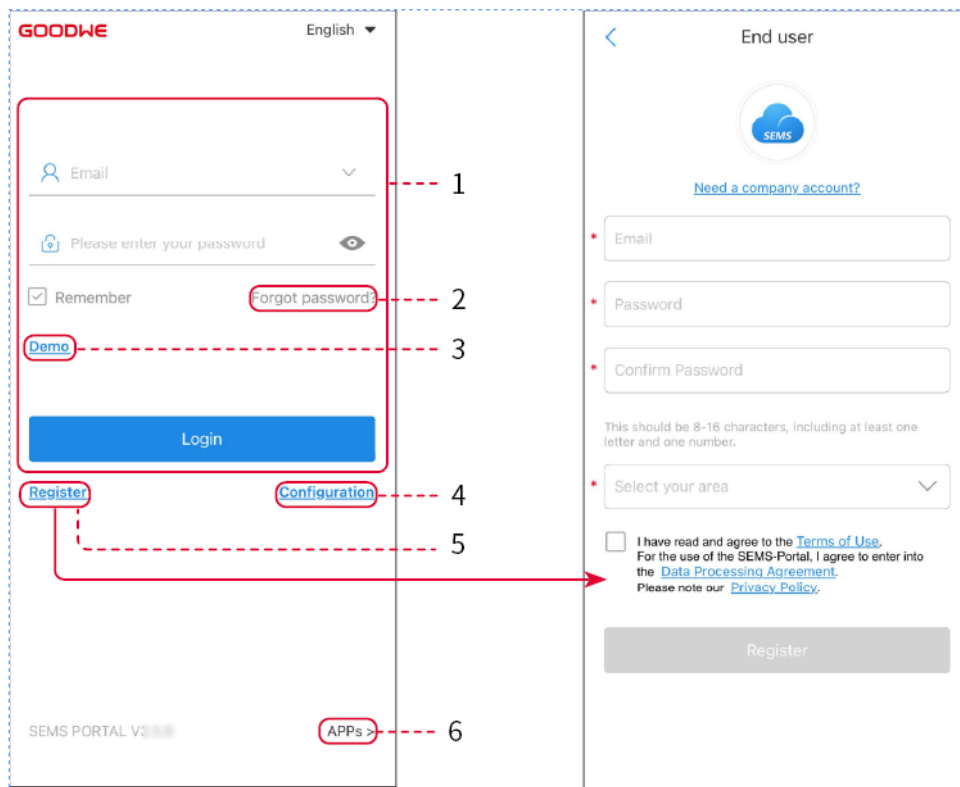 GOODWE
English
Email
1
Please enter your password
Remember
Forgot password?
2
Demo
3
Login
Register
Configuration
4
5
SEMS PORTAL
APPs >
6
End user
SEMS
Need a company account?
* Email
* Password
* Confirm Password
This should be 8-16 characters, including at least one
letter and one number.
* Select your area
I have read and agree to the Terms of Use.
For the use of the SEMS-Portal, I agree to enter into
the Data Processing Agreement.
Please note our Privacy Policy.
Register